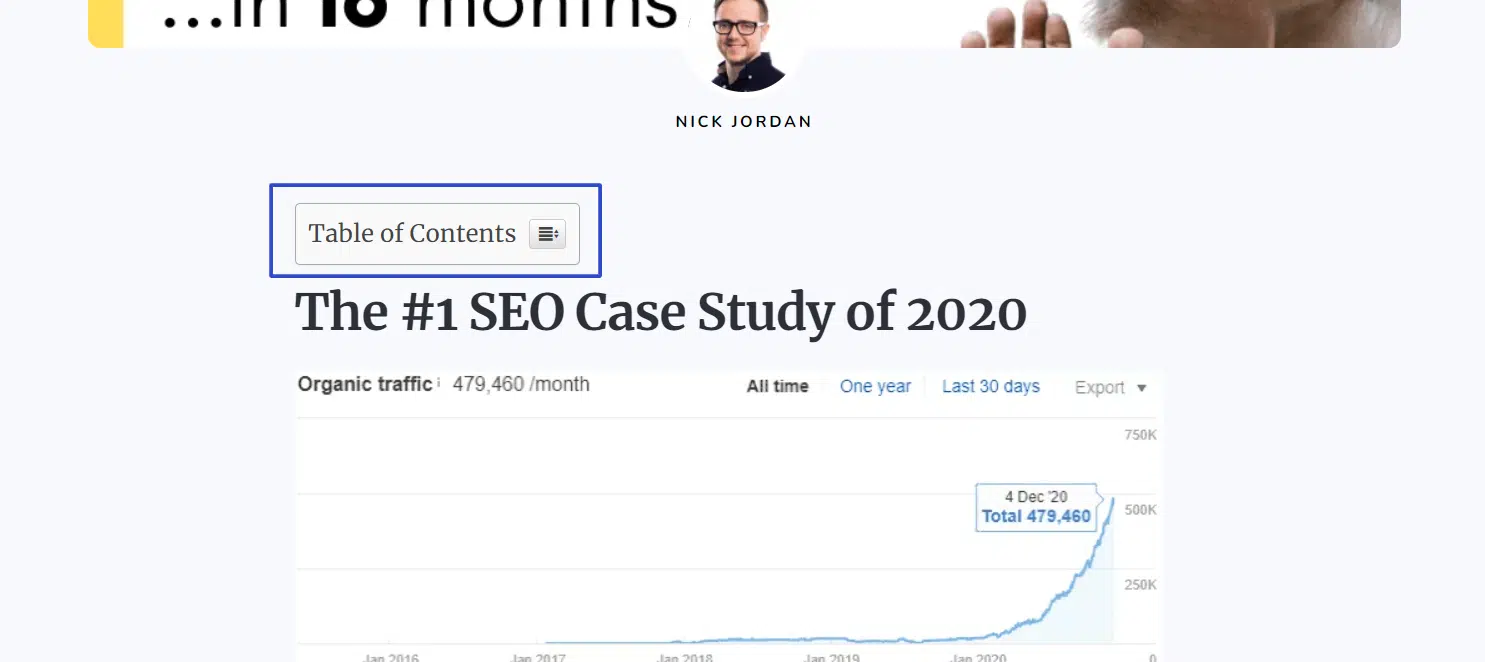 ...in 18 months
NICK JORDAN
Table of Contents
The #1 SEO Case Study of 2020
Organic traffic i 479,460 /month All time One year Last 30 days Export
750K
4 Dec '20
Total 479,460
500K
250K
Jan 2016 Jan 2017 Jan 2018 Jan 2019 Jan 2020 0